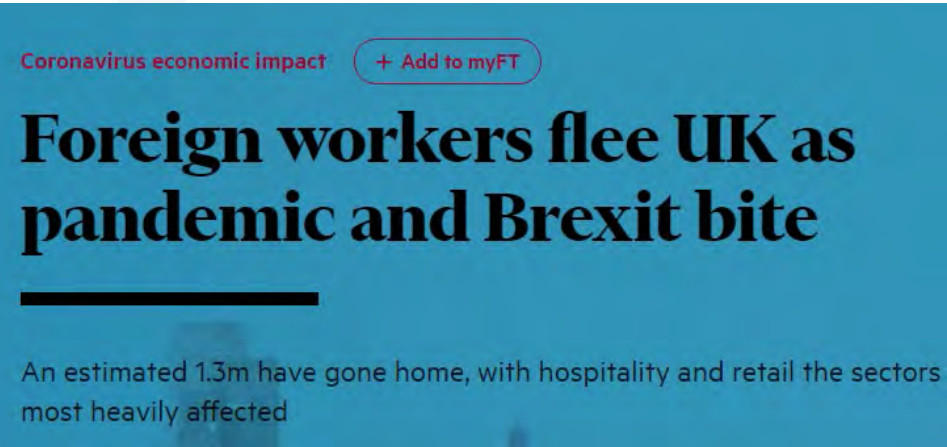 Coronavirus economic impact + Add to myFT
Foreign workers flee UK as
pandemic and Brexit bite
An estimated 1.3m have gone home, with hospitality and retail the sectors
most heavily affected